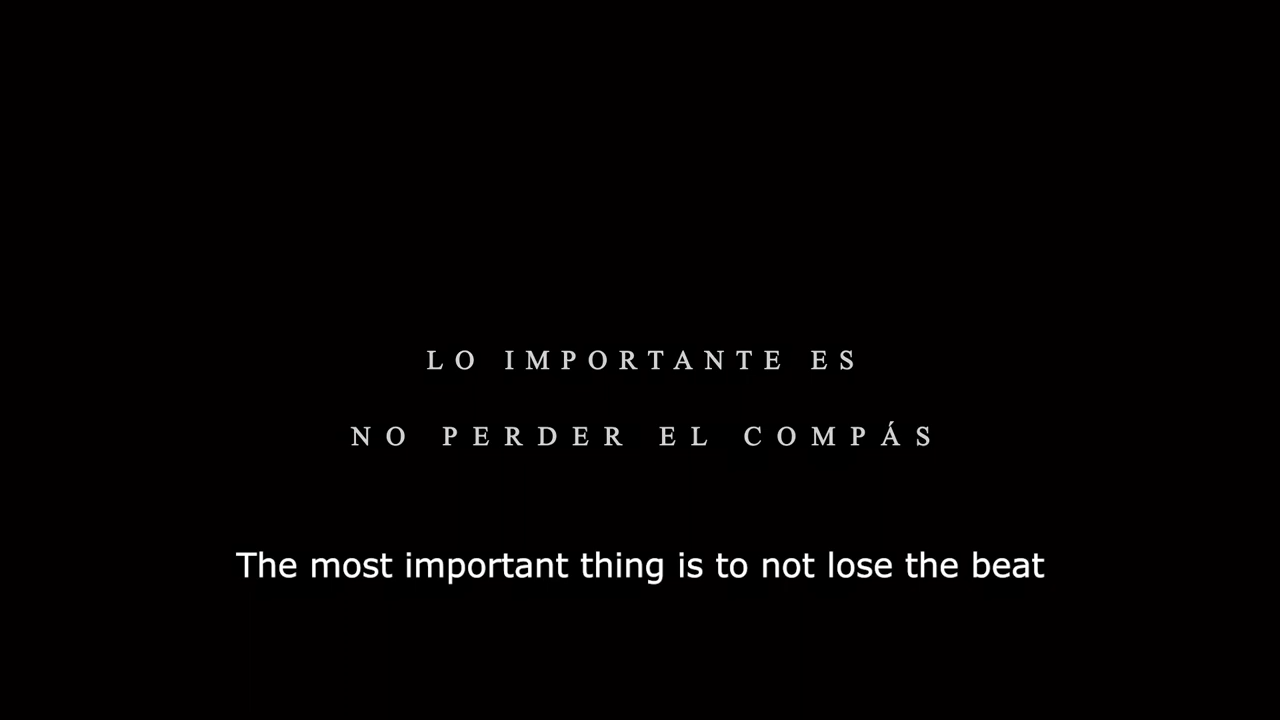 LO IMPORTANTE ES
NO PERDER EL COMPÁS
The most important thing is to not lose the beat